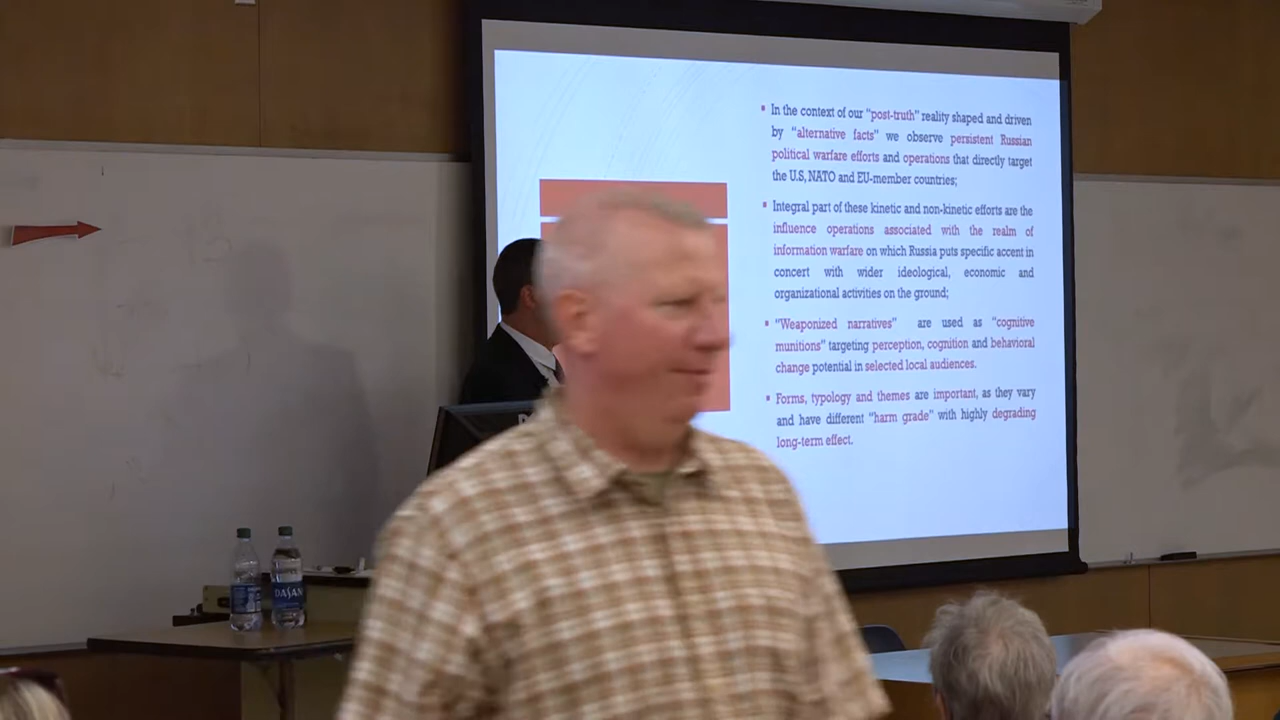 ▪ In the context of our "post-truth" reality shaped and driven
by "alternative facts" we observe persistent Russian
political warfare efforts and operations that directly target
the U.S, NATO and EU-member countries;
▪ Integral part of these kinetic and non-kinetic efforts are the
influence operations associated with the realm of
information warfare on which Russia puts specific accent in
concert with wider ideological, economic and
organizational activities on the ground;
▪ "Weaponized narratives" are used as "cognitive
munitions" targeting perception, cognition and behavioral
change potential in selected local audiences.
▪ Forms, typology and themes are important, as they vary
and have different "harm grade" with highly degrading
long-term effect.
DASANI